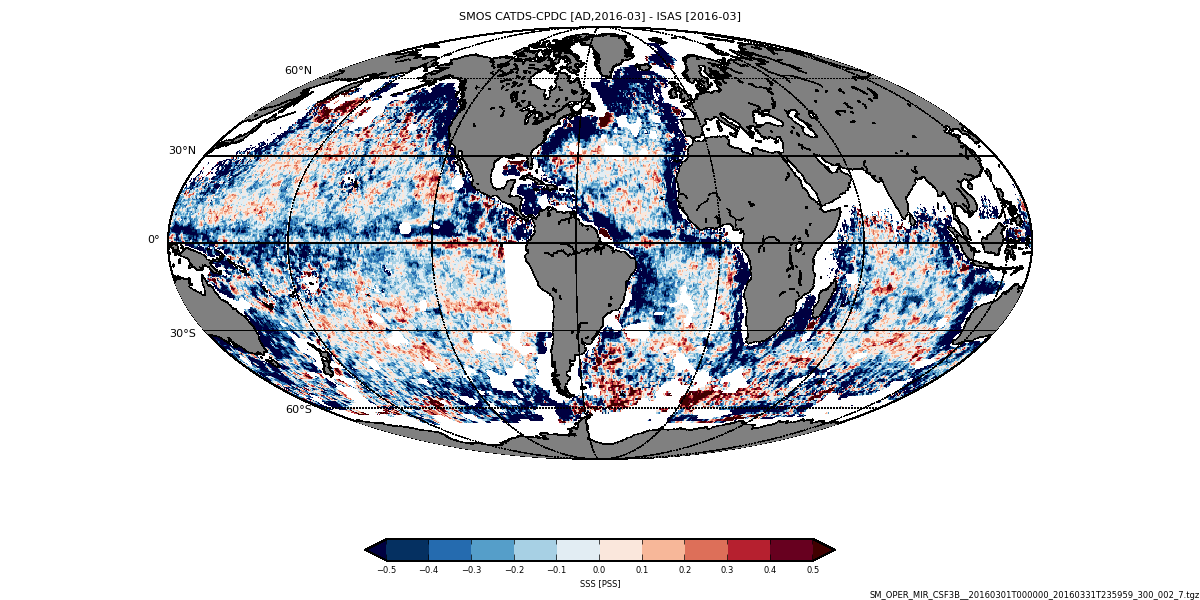 SMOS CATDS-CPDC [AD,2016-03] - ISAS [2016-03]
60°N
30°N
0°
30°S
60°S
−0.5 −0.4 −0.3 −0.2 −0.1 0.0 0.1 0.2 0.3 0.4 0.5
SSS [PSS]
SM_OPER_MIR_CSF3B__20160301T000000_20160331T235959_300_002_7.tgz